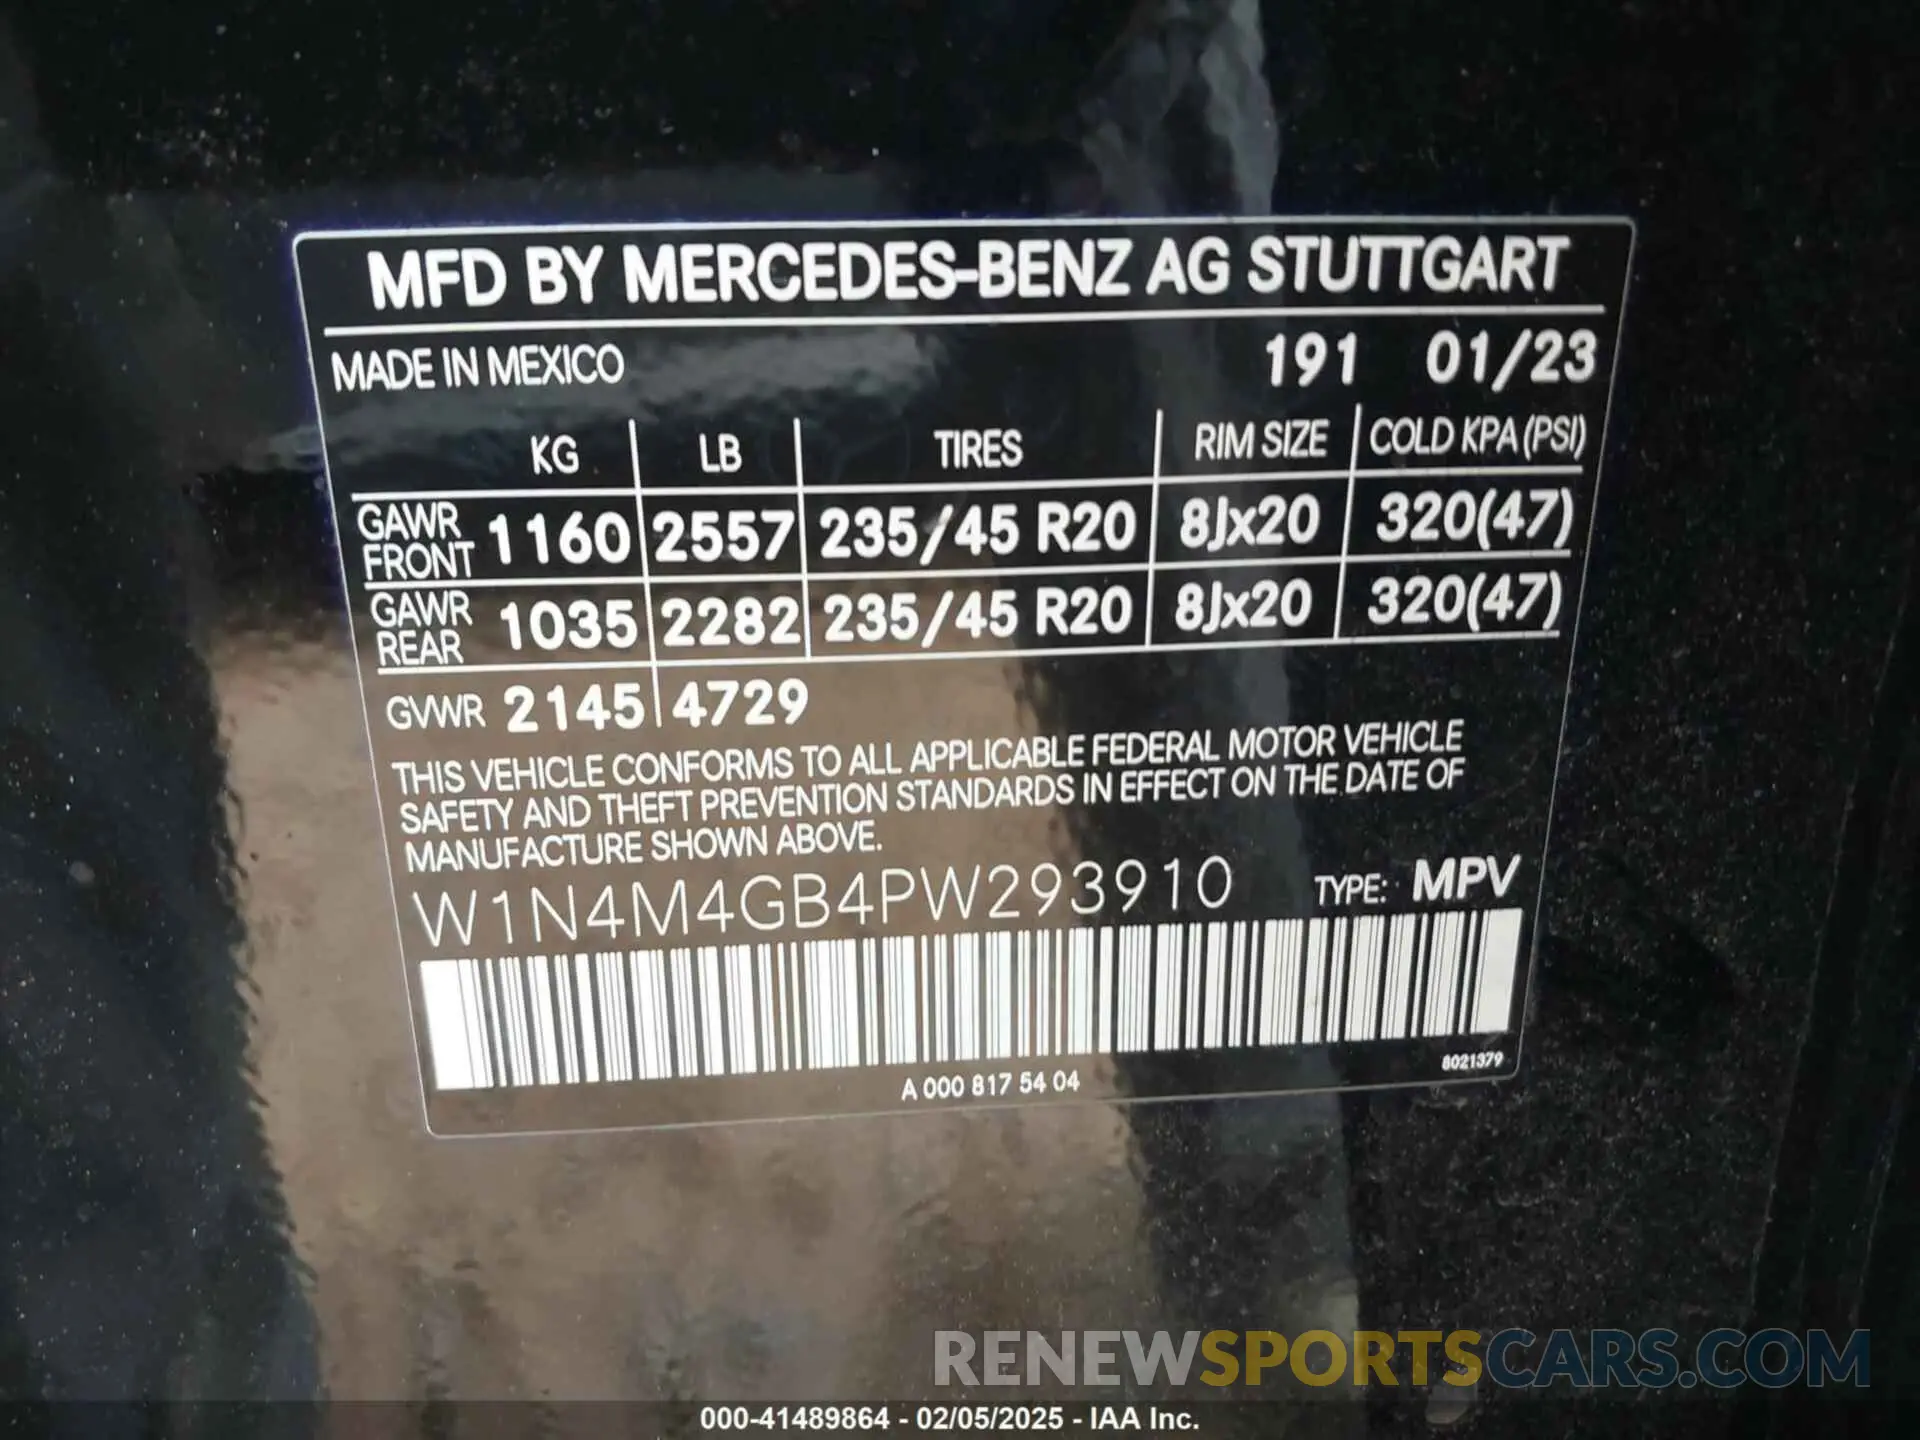 MFD BY MERCEDES-BENZ AG STUTTGART
MADE IN MEXICO 191 01/23
KG LB TIRES RIM SIZE COLD KPA (PSI)
GAWR FRONT 1160 2557 235/45 R20 8Jx20 320(47)
GAWR REAR 1035 2282 235/45 R20 8Jx20 320(47)
GVWR 2145 4729
THIS VEHICLE CONFORMS TO ALL APPLICABLE FEDERAL MOTOR VEHICLE
SAFETY AND THEFT PREVENTION STANDARDS IN EFFECT ON THE DATE OF
MANUFACTURE SHOWN ABOVE.
W1N4M4GB4PW293910 TYPE: MPV
8021379
A 000 817 54 04
RENEWSPORTSCARS.COM
000-41489864 - 02/05/2025 - IAA Inc.